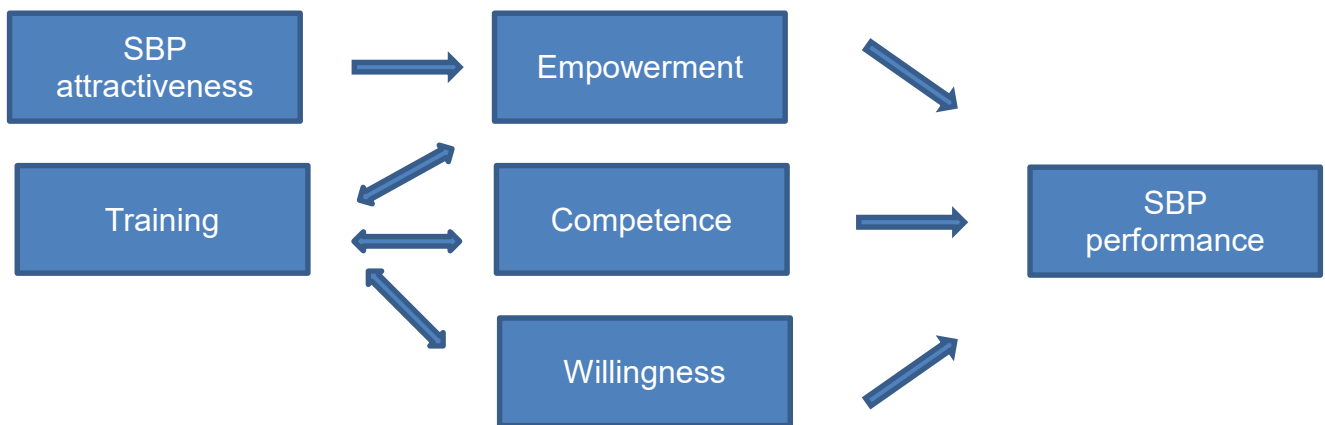 SBP
attractiveness
Empowerment
Training
Competence
SBP
performance
Willingness